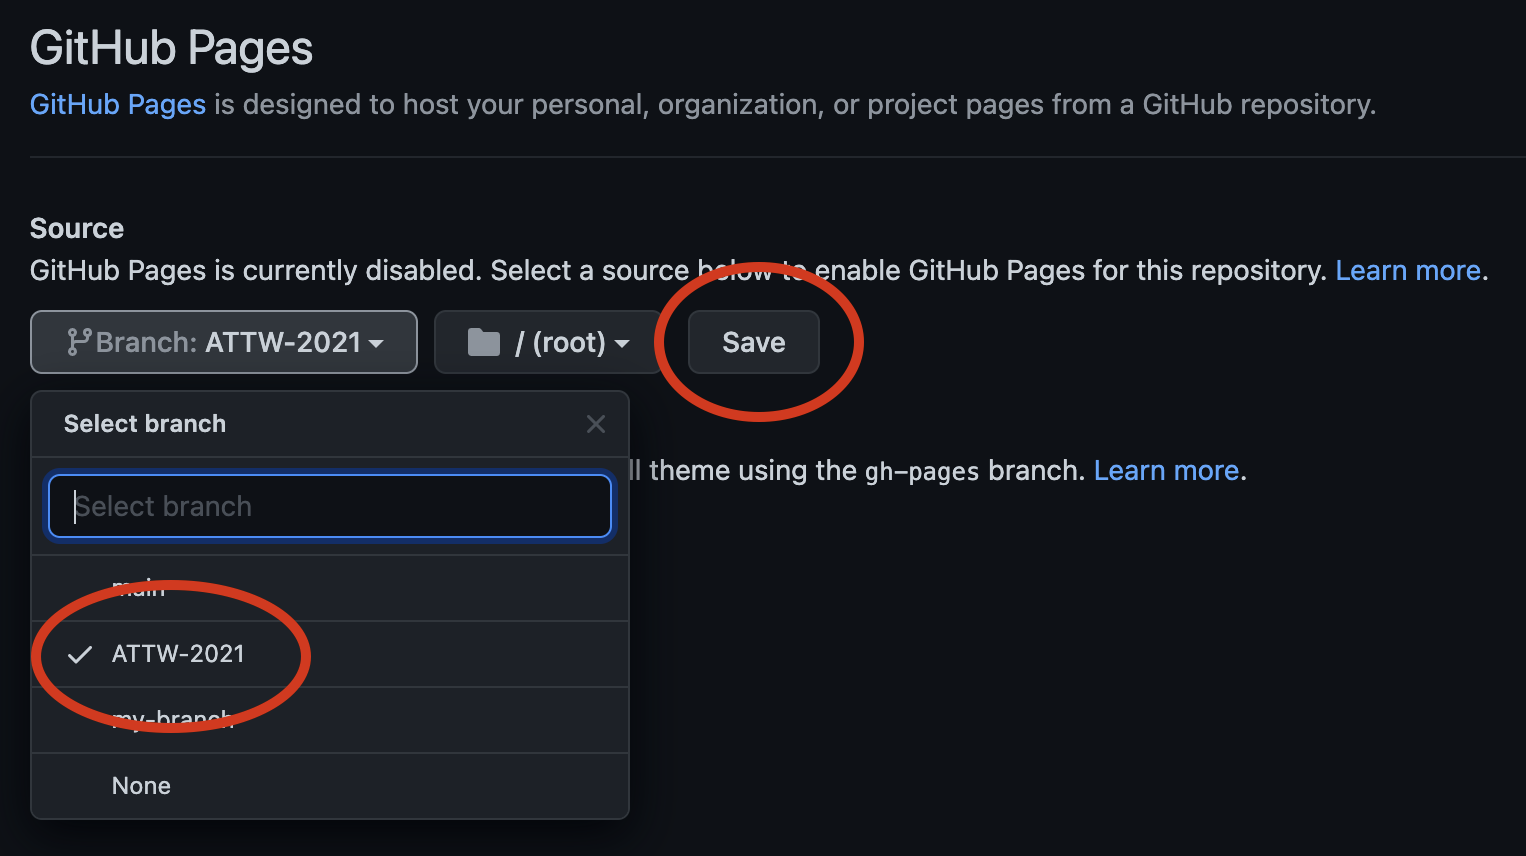 GitHub Pages
GitHub Pages is designed to host your personal, organization, or project pages from a GitHub repository.
Source
GitHub Pages is currently disabled. Select a source below to enable GitHub Pages for this repository. Learn more.
Branch: ATTW-2021 / (root) Save
Select branch
ll theme using the gh-pages branch. Learn more.
Select branch
main
ATTW-2021
my-branch
None